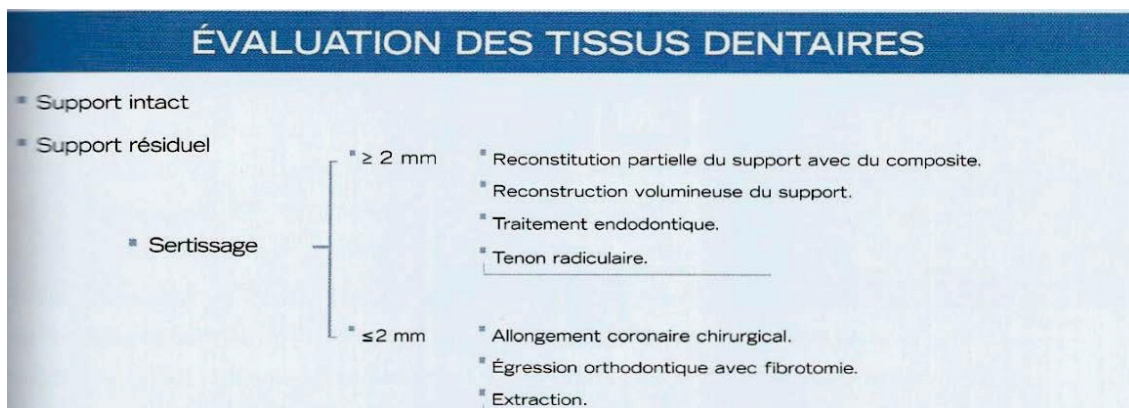 ÉVALUATION DES TISSUS DENTAIRES
Support intact
Support résiduel
≥ 2 mm
Reconstitution partielle du support avec du composite.
Reconstruction volumineuse du support.
Traitement endodontique.
Tenon radiculaire.
Sertissage
≤2 mm
Allongement coronaire chirurgical.
Égression orthodontique avec fibrotomie.
Extraction.